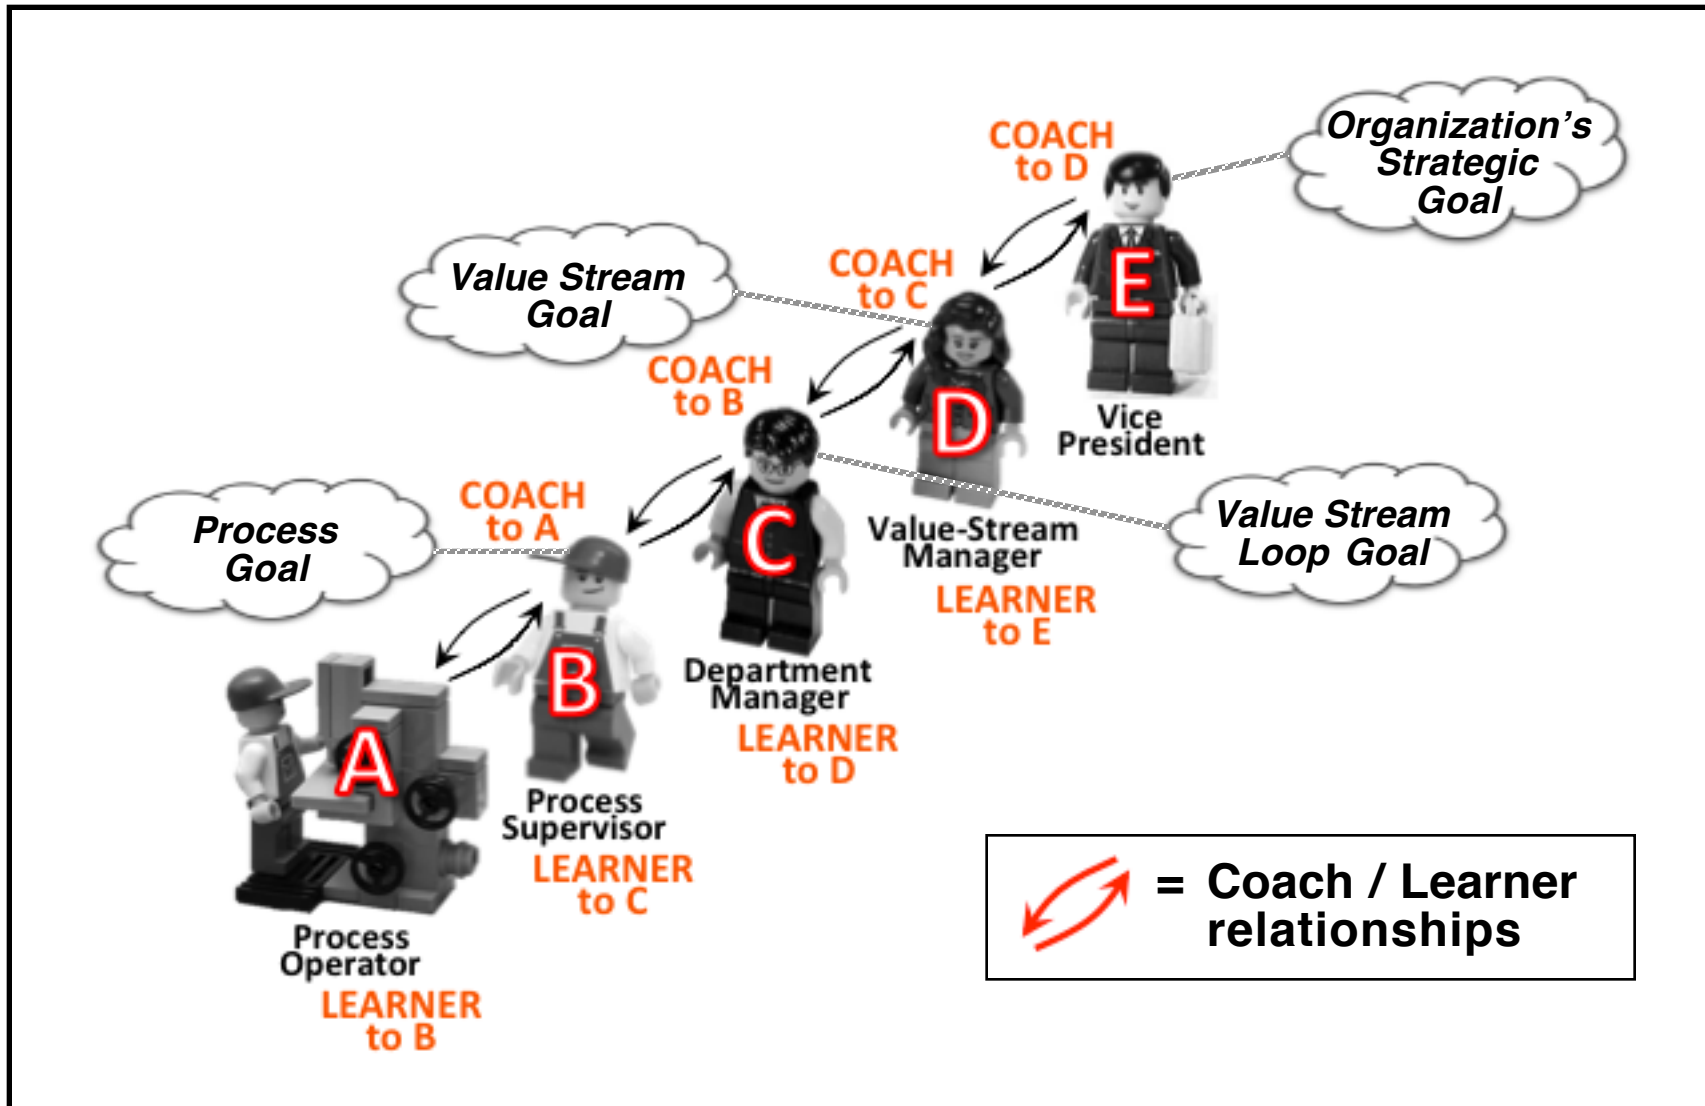 Organization's
Strategic
Goal
COACH
to D
E
Vice
President
Value Stream
Goal
COACH
to C
D
Value-Stream
Manager
LEARNER
to E
COACH
to B
C
Department
Manager
LEARNER
to D
Value Stream
Loop Goal
Process
Goal
COACH
to A
B
Process
Supervisor
LEARNER
to C
A
Process
Operator
LEARNER
to B
= Coach / Learner
relationships